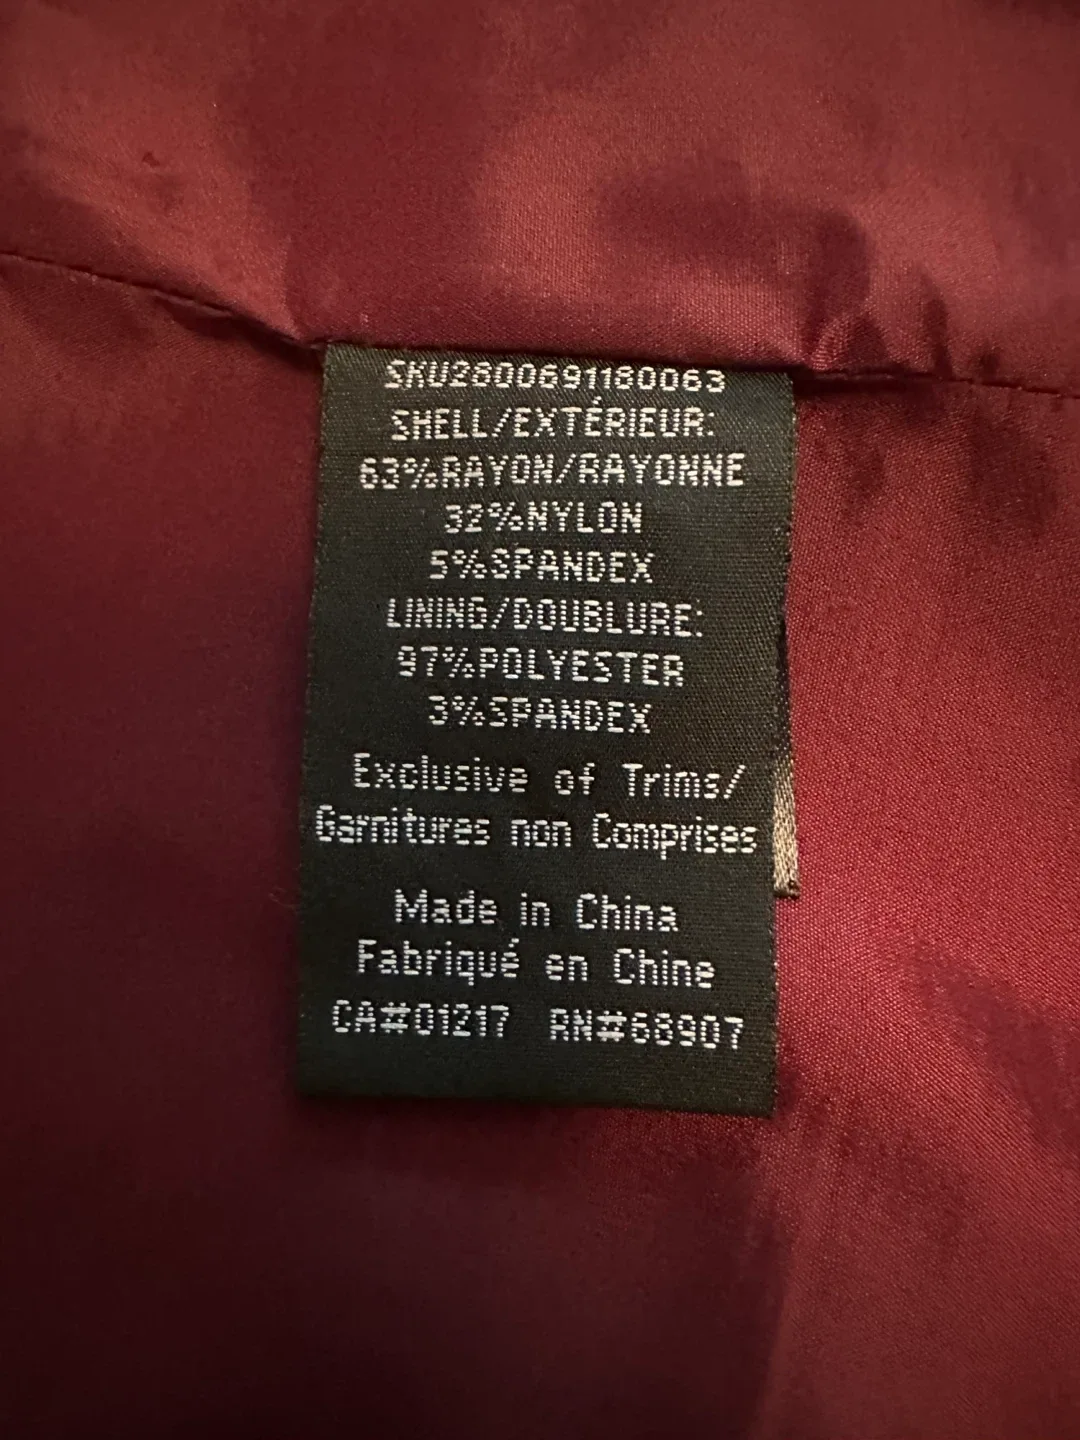 SKU2600691160063
SHELL/EXTÉRIEUR:
63%RAYON/RAYONNE
32%NYLON
5%SPANDEX
LINING/DOUBLURE:
97%POLYESTER
3%SPANDEX
Exclusive of Trims/
Garnitures non Comprises
Made in China
Fabriqué en Chine
CA#01217 RN#68907